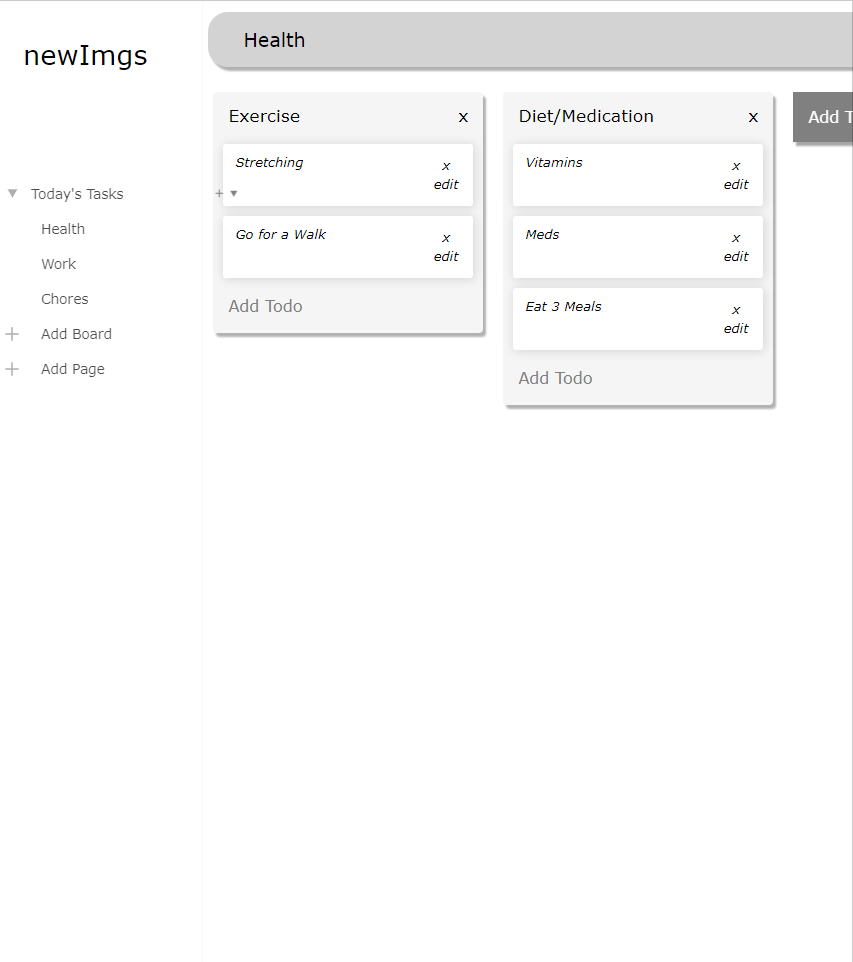 newImgs
Today's Tasks
Health
Work
Chores
+ Add Board
+ Add Page
Health
Exercise x
Stretching x
edit
+
Go for a Walk x
edit
Add Todo
Diet/Medication x
Vitamins x
edit
Meds x
edit
Eat 3 Meals x
edit
Add Todo
Add T